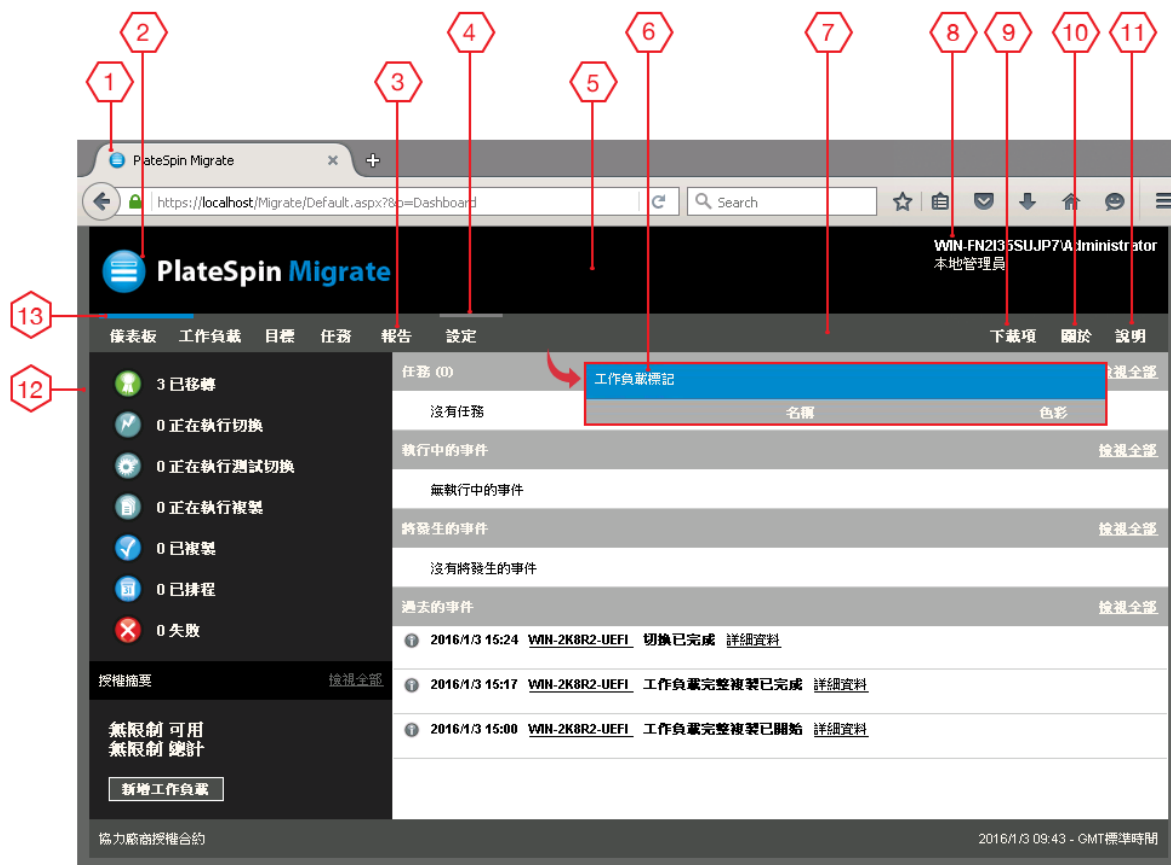 2
4
6
7
8
9
10
11
1
3
5
PlateSpin Migrate
https://localhost/Migrate/Default.aspx?&p=Dashboard
Search
WIN-FN2I35SUJP7\Administrator
本地管理員
PlateSpin Migrate
13
儀表板 工作負載 目標 任務 報告 設定 下載項 關於 說明
12
3 已移轉
0 正在執行切換
0 正在執行測試切換
0 正在執行複製
0 已複製
0 已排程
0 失敗
授權摘要 檢視全部
無限制 可用
無限制 總計
新增工作負載
任務 (0) 檢視全部
工作負載標記
名稱 色彩
沒有任務
執行中的事件 檢視全部
無執行中的事件
將發生的事件 檢視全部
沒有將發生的事件
過去的事件 檢視全部
2016/1/3 15:24 WIN-2K8R2-UEFI 切換已完成 詳細資料
2016/1/3 15:17 WIN-2K8R2-UEFI 工作負載完整複製已完成 詳細資料
2016/1/3 15:00 WIN-2K8R2-UEFI 工作負載完整複製已開始 詳細資料
協力廠商授權合約 2016/1/3 09:43 - GMT標準時間